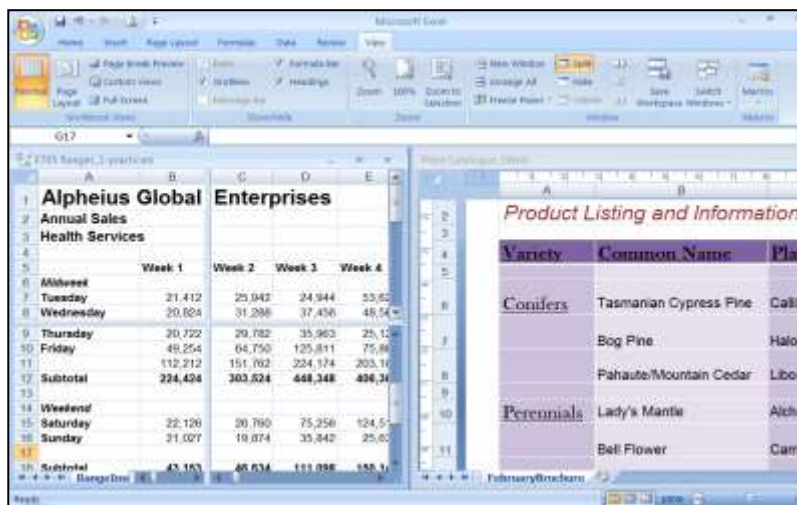 Microsoft Excel
Home Insert Page Layout Formulas Data Review View
Page Break Preview
Custom Views
Full Screen
Normal Page Layout
Gridlines
Message Bar
Formula Bar
Headings
Zoom 100% Zoom to Selection
New Window
Arrange All
Freeze Panes
Split
Hide
Save Workspace Switch Windows
Macros
Workbook Views Show/Hide Zoom Window Macros
G17
A B C D E
1 Alpheius Global Enterprises
2 Annual Sales
3 Health Services
4
5 Week 1 Week 2 Week 3 Week 4
6 Midweek
7 Tuesday 21,412 25,942 24,944
8 Wednesday 20,824 31,288 37,456
9 Thursday 20,722 29,782 35,963
10 Friday 49,254 64,750 125,811
11 112,212 151,762 224,174
12 Subtotal 224,424 303,524 448,348
13
14 Weekend
15 Saturday 22,126 26,760 75,256
16 Sunday 21,027 19,874 35,842
17
18 Subtotal 43,153 46,634 111,098
A B
2 Product Listing and Information
3
4 Variety Common Name Pla
5
6 Conifers Tasmanian Cypress Pine Calli
7 Bog Pine Halo
8 Pahaute/Mountain Cedar Libo
9
10 Perennials Lady's Mantle Alch
11 Bell Flower Cam
FebruaryBrochure
Ready 100%